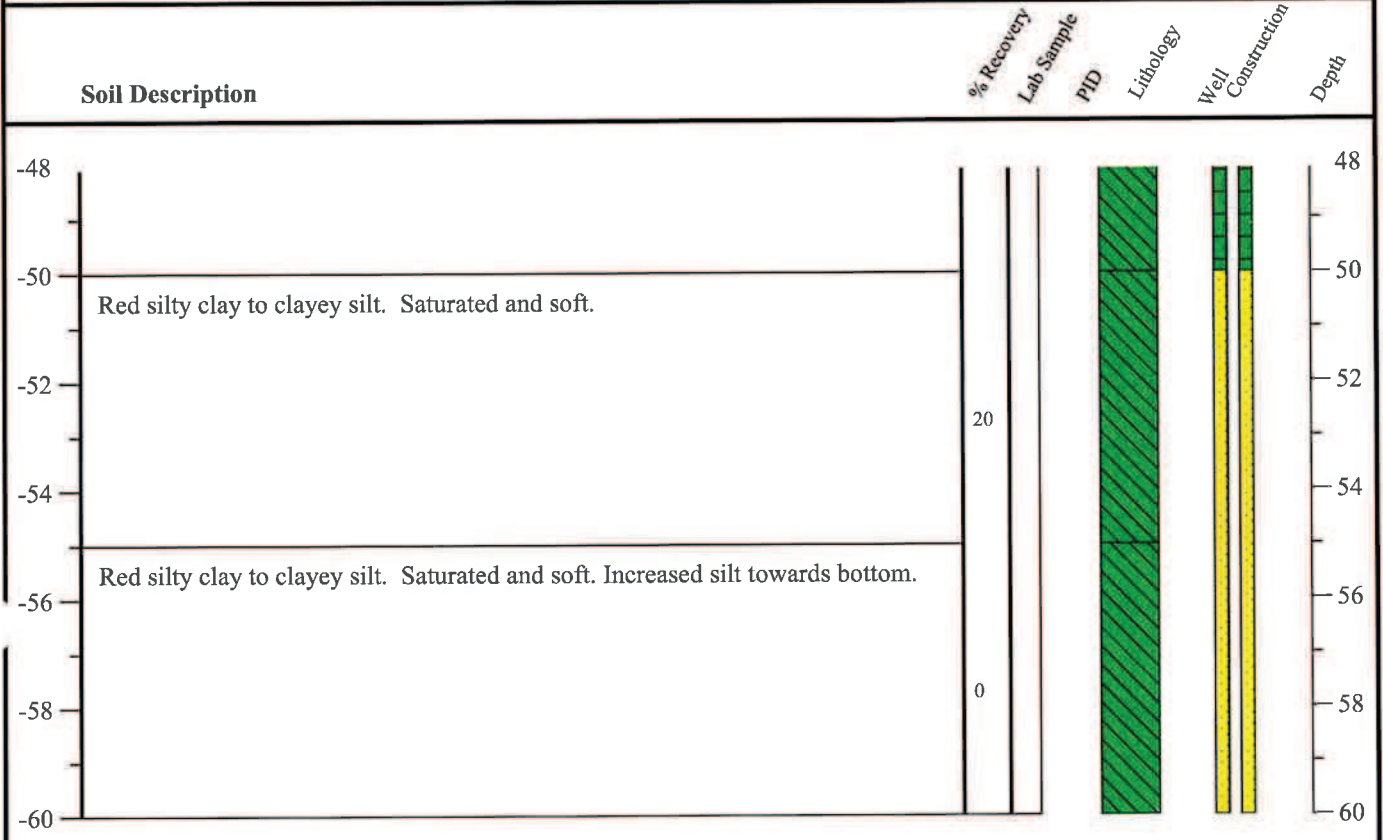 Soil Description
% Recovery
Lab Sample
PID
Lithology
Well
Construction
Depth
-48
48
-50
50
Red silty clay to clayey silt. Saturated and soft.
-52
52
20
-54
54
Red silty clay to clayey silt. Saturated and soft. Increased silt towards bottom.
-56
56
0
-58
58
-60
60